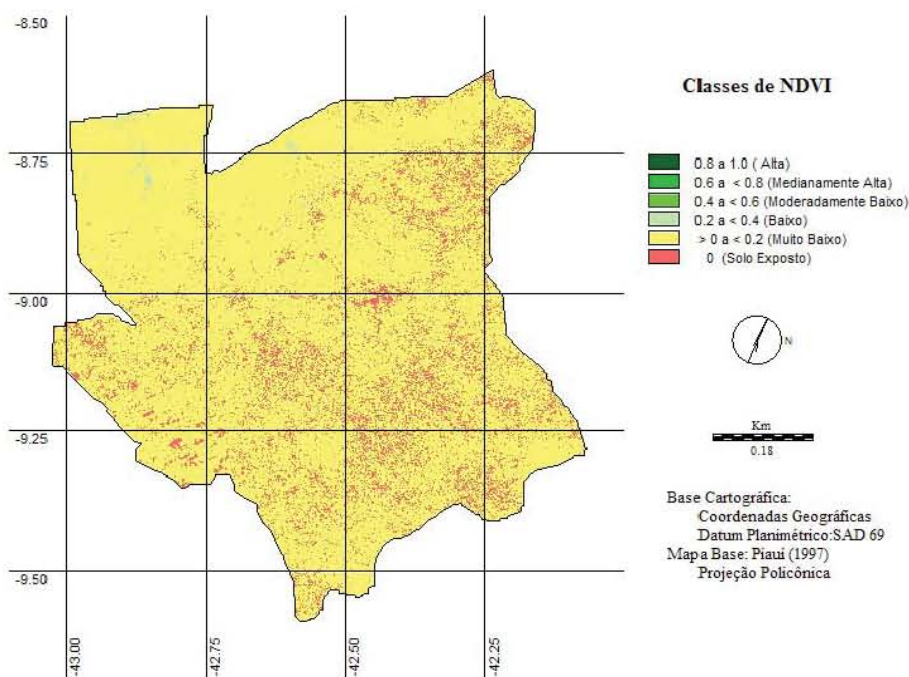 -8.50
-8.75
-9.00
-9.25
-9.50
-43.00
-42.75
-42.50
-42.25
Classes de NDVI
0.8 a 1.0 ( Alta)
0.6 a < 0.8 (Medianamente Alta)
0.4 a < 0.6 (Moderadamente Baixo)
0.2 a < 0.4 (Baixo)
> 0 a < 0.2 (Muito Baixo)
0 (Solo Exposto)
N
Km
0.18
Base Cartográfica:
Coordenadas Geográficas
Datum Planimétrico:SAD 69
Mapa Base: Piauí (1997)
Projeção Policônica